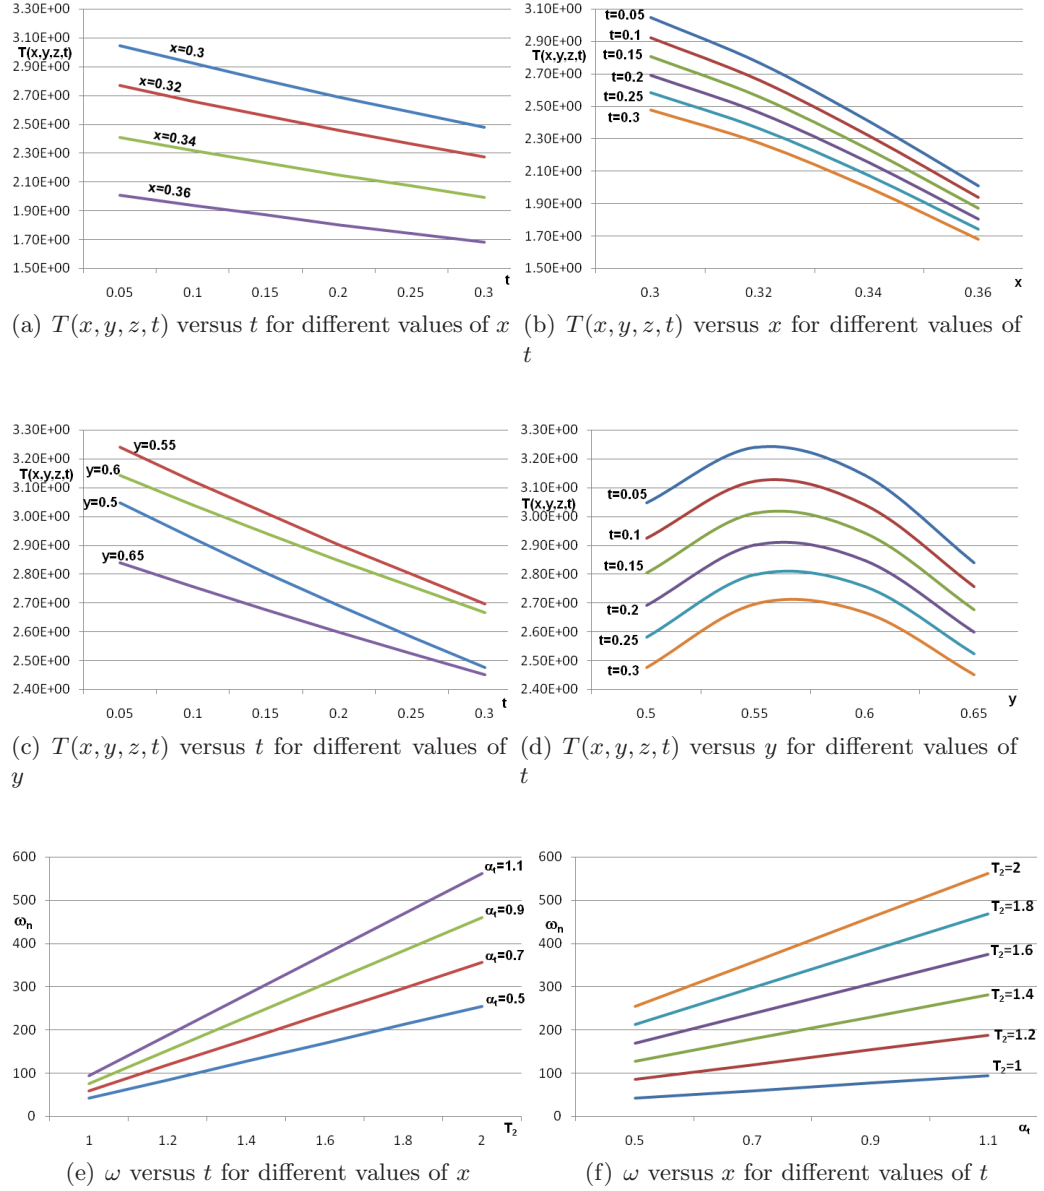 3.10E+00
T(x,y,z,t)
2.90E+00
2.70E+00
2.50E+00
2.30E+00
2.10E+00
1.90E+00
1.70E+00
1.50E+00
x=0.3
x=0.32
x=0.34
x=0.36
0.05 0.1 0.15 0.2 0.25 0.3
t
3.10E+00
2.90E+00
T(x,y,z,t)
2.70E+00
2.50E+00
2.30E+00
2.10E+00
1.90E+00
1.70E+00
1.50E+00
t=0.05
t=0.1
t=0.15
t=0.2
t=0.25
t=0.3
0.3 0.32 0.34 0.36
x
(a) T(x, y, z, t) versus t for different values of x
(b) T(x, y, z, t) versus x for different values of
t
3.30E+00
3.20E+00
T(x,y,z,t)
3.10E+00
3.00E+00
2.90E+00
2.80E+00
2.70E+00
2.60E+00
2.50E+00
2.40E+00
y=0.55
y=0.6
y=0.5
y=0.65
0.05 0.1 0.15 0.2 0.25 0.3
t
3.30E+00
3.20E+00
3.10E+00
T(x,y,z,t)
3.00E+00
2.90E+00
2.80E+00
2.70E+00
2.60E+00
2.50E+00
2.40E+00
t=0.05
t=0.1
t=0.15
t=0.2
t=0.25
t=0.3
0.5 0.55 0.6 0.65
y
(c) T(x, y, z, t) versus t for different values of
y
(d) T(x, y, z, t) versus y for different values of
t
600
500
ωn
400
300
200
100
0
αt=1.1
αt=0.9
αt=0.7
αt=0.5
1 1.2 1.4 1.6 1.8 2
T2
600
500
ωn
400
300
200
100
0
T2=2
T2=1.8
T2=1.6
T2=1.4
T2=1.2
T2=1
0.5 0.7 0.9 1.1
αt
(e) ω versus t for different values of x
(f) ω versus x for different values of t